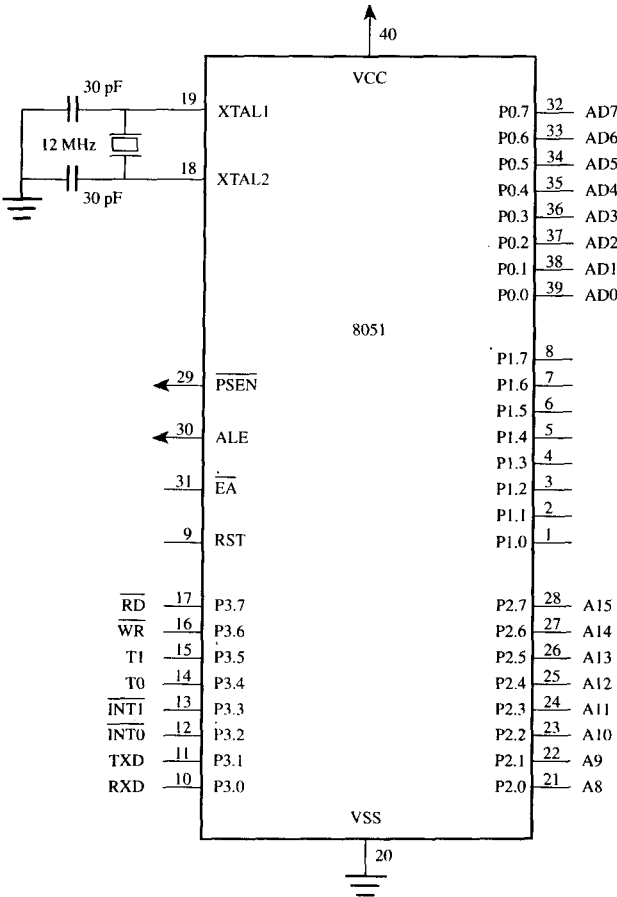 40
VCC
30 pF
19 XTAL1
12 MHz
18 XTAL2
30 pF
P0.7 32 AD7
P0.6 33 AD6
P0.5 34 AD5
P0.4 35 AD4
P0.3 36 AD3
P0.2 37 AD2
P0.1 38 AD1
P0.0 39 AD0
8051
29 PSEN
30 ALE
31 EA
9 RST
P1.7 8
P1.6 7
P1.5 6
P1.4 5
P1.3 4
P1.2 3
P1.1 2
P1.0 1
RD 17 P3.7
WR 16 P3.6
T1 15 P3.5
T0 14 P3.4
INT1 13 P3.3
INT0 12 P3.2
TXD 11 P3.1
RXD 10 P3.0
P2.7 28 A15
P2.6 27 A14
P2.5 26 A13
P2.4 25 A12
P2.3 24 A11
P2.2 23 A10
P2.1 22 A9
P2.0 21 A8
VSS
20